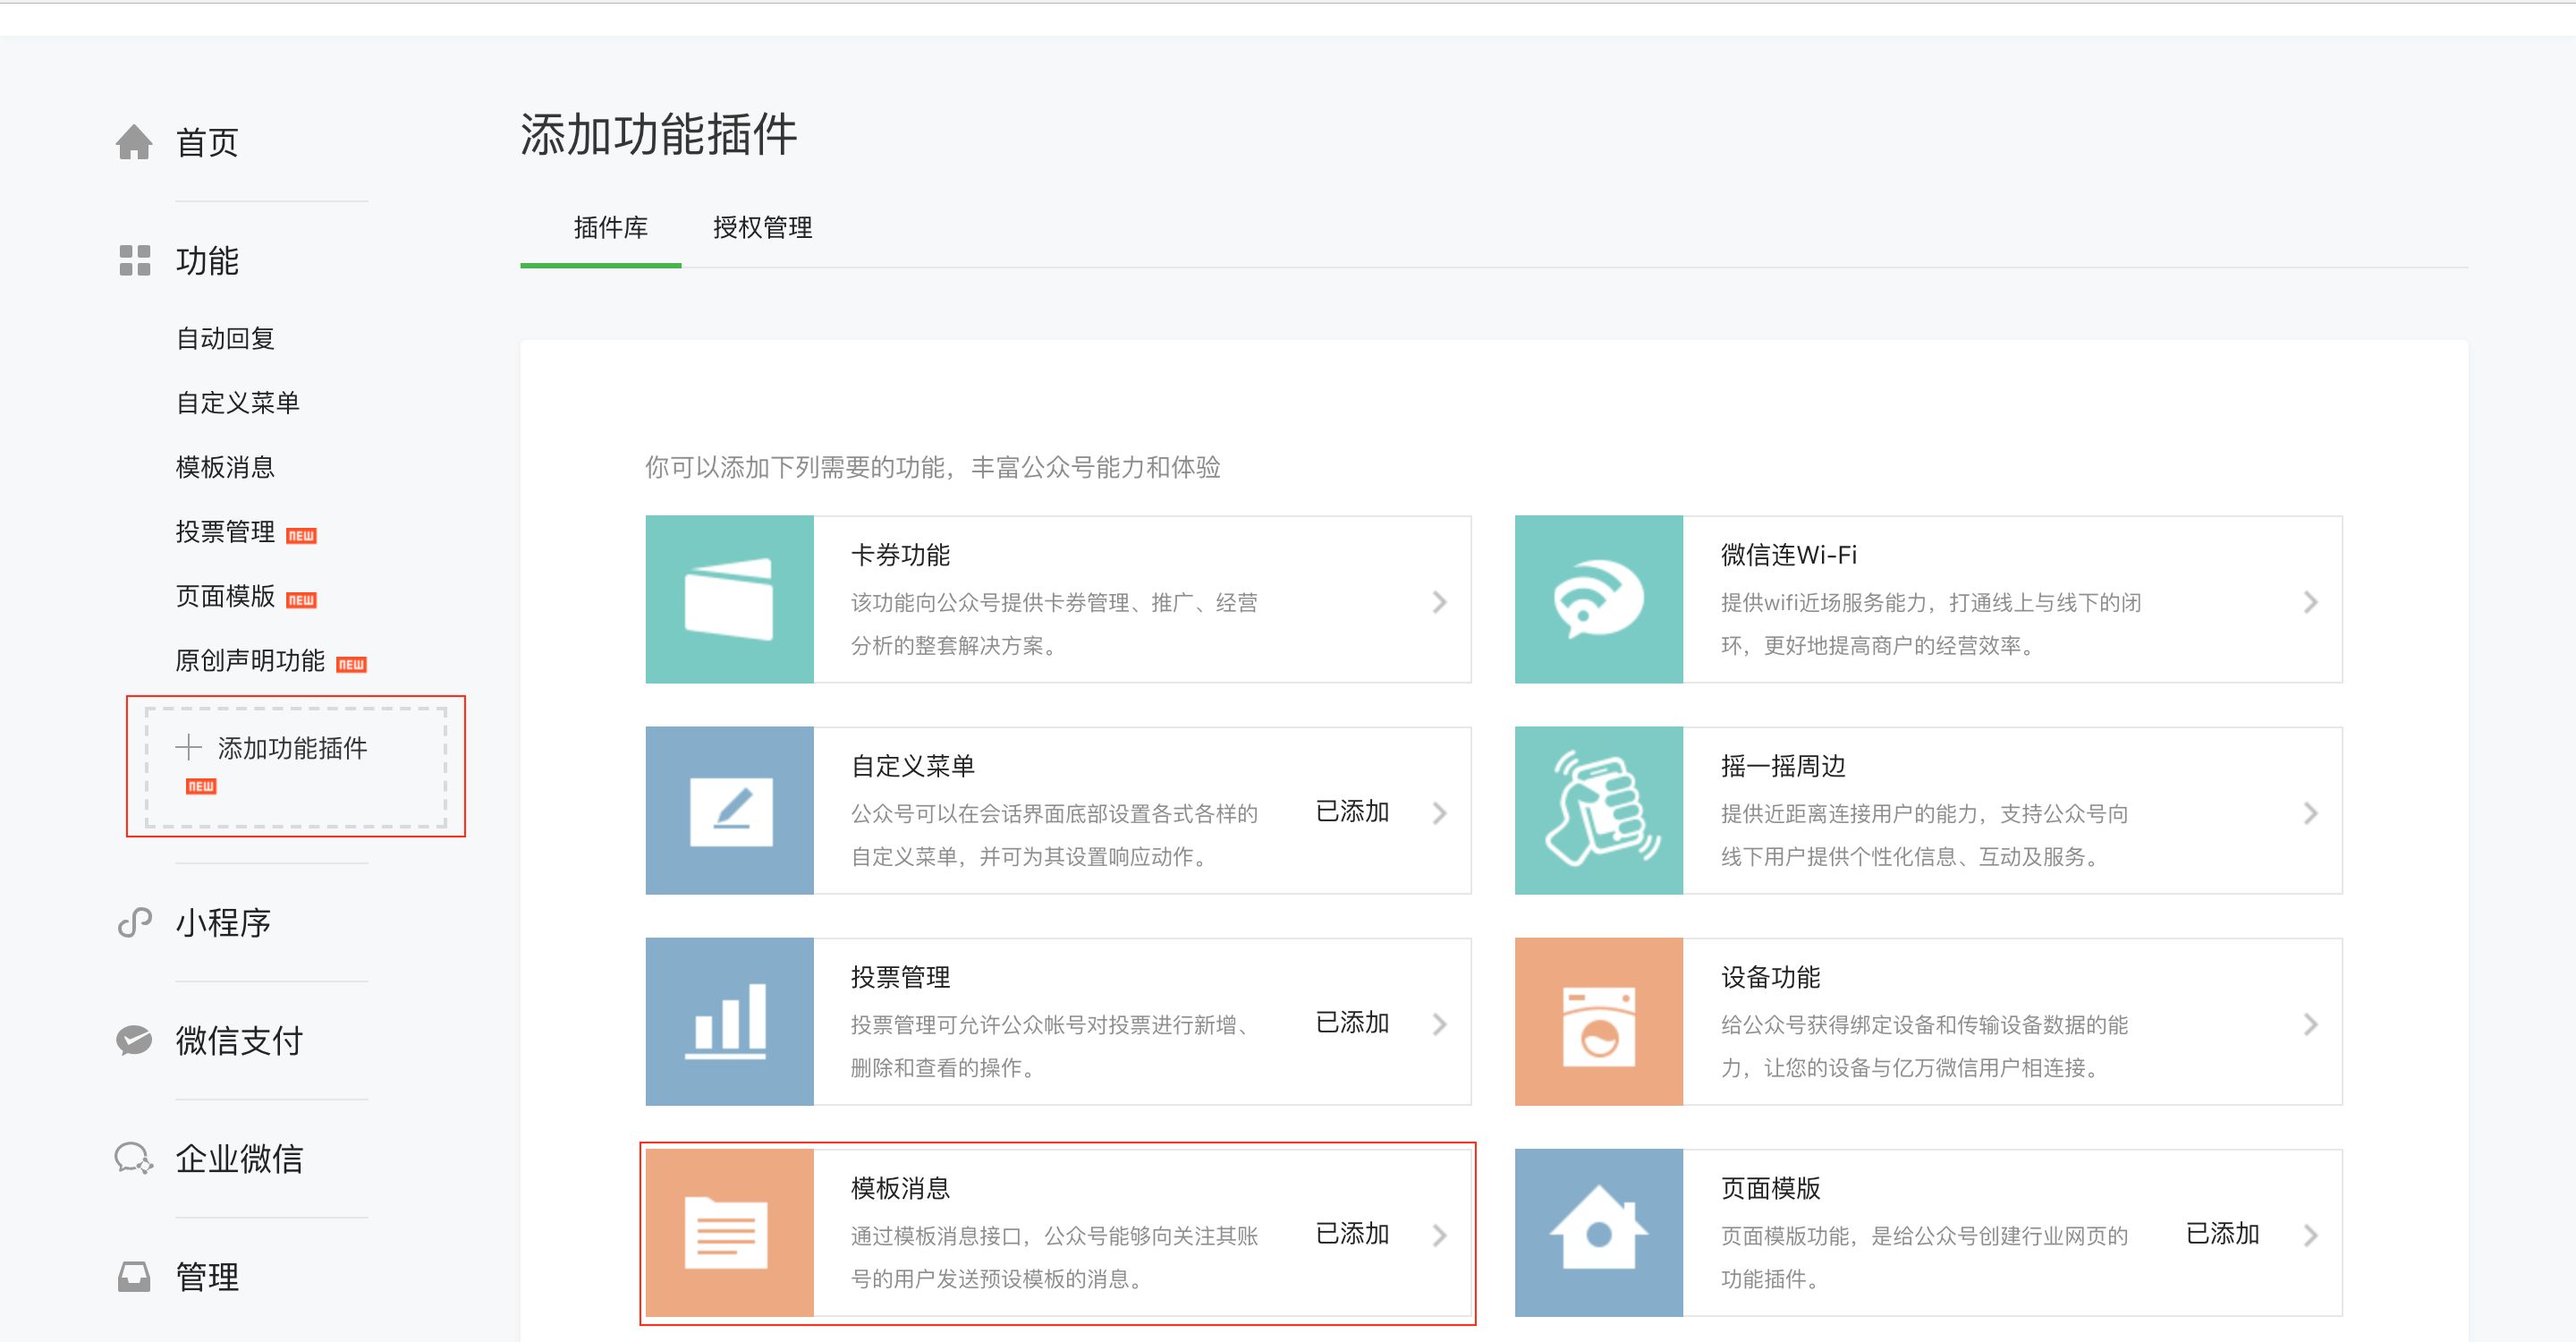 首页
功能
自动回复
自定义菜单
模板消息
投票管理 NEW
页面模版 NEW
原创声明功能 NEW
添加功能插件
NEW
小程序
微信支付
企业微信
管理
添加功能插件
插件库 授权管理
你可以添加下列需要的功能，丰富公众号能力和体验
卡券功能
该功能向公众号提供卡券管理、推广、经营
分析的整套解决方案。
微信连Wi-Fi
提供wifi近场服务能力，打通线上与线下的闭
环，更好地提高商户的经营效率。
自定义菜单
公众号可以在会话界面底部设置各式各样的
自定义菜单，并可为其设置响应动作。
已添加
摇一摇周边
提供近距离连接用户的能力，支持公众号向
线下用户提供个性化信息、互动及服务。
投票管理
投票管理可允许公众帐号对投票进行新增、
删除和查看的操作。
已添加
设备功能
给公众号获得绑定设备和传输设备数据的能
力，让您的设备与亿万微信用户相连接。
模板消息
通过模板消息接口，公众号能够向关注其账
号的用户发送预设模板的消息。
已添加
页面模版
页面模版功能，是给公众号创建行业网页的
功能插件。
已添加